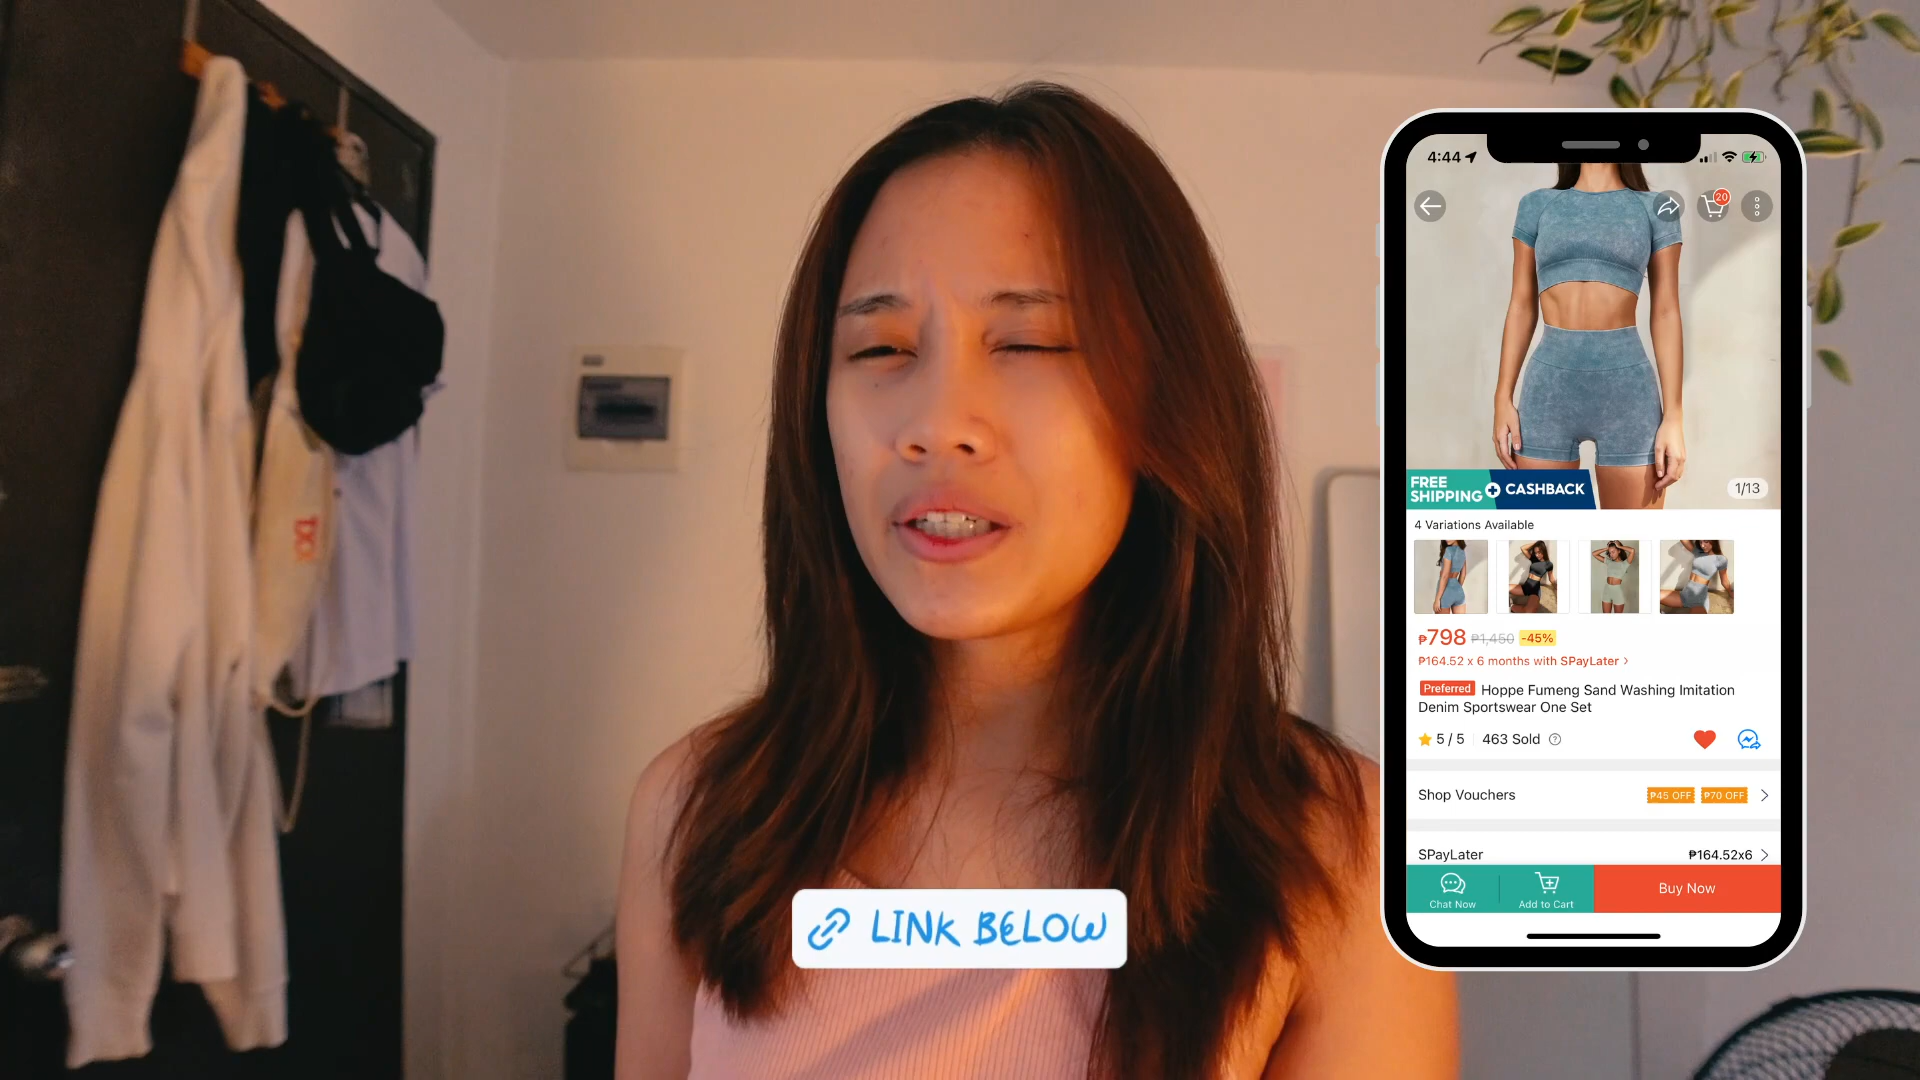 4:44
20
FREE
SHIPPING + CASHBACK
1/13
4 Variations Available
₱798 ₱1,450 -45%
₱164.52 x 6 months with SPayLater >
Preferred Hoppe Fumeng Sand Washing Imitation
Denim Sportswear One Set
5 / 5 463 Sold ?
Shop Vouchers ₱45 OFF ₱70 OFF >
SPayLater ₱164.52x6 >
Chat Now Add to Cart Buy Now
LINK BELOW